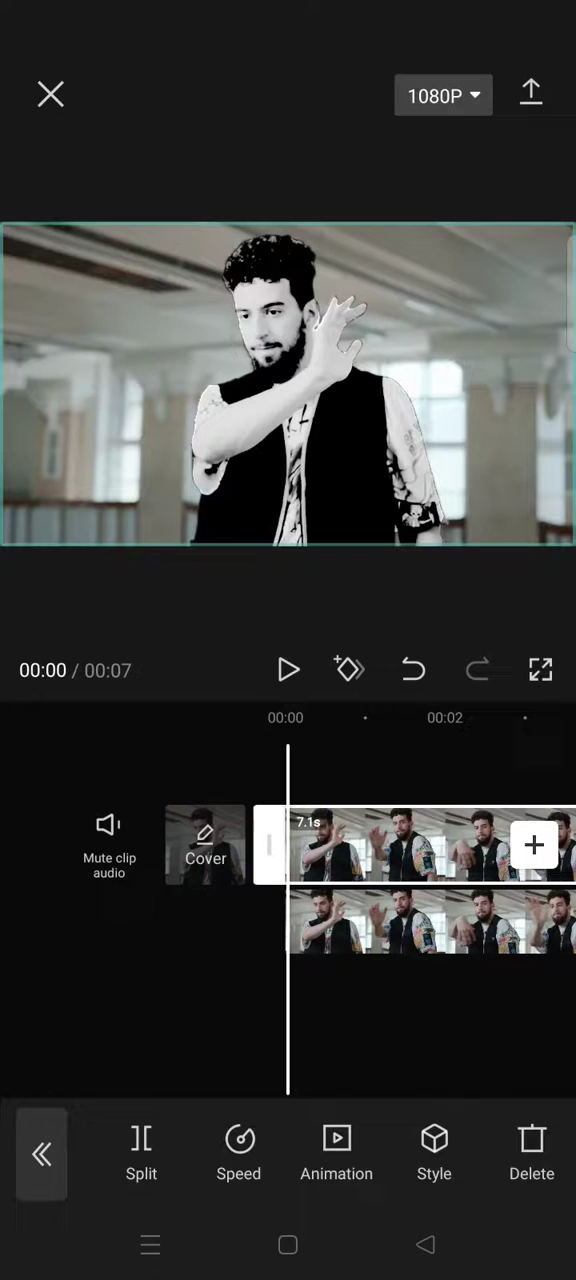 1080P
00:00 / 00:07
00:00
00:02
7.1s
Mute clip
audio
Cover
Split
Speed
Animation
Style
Delete